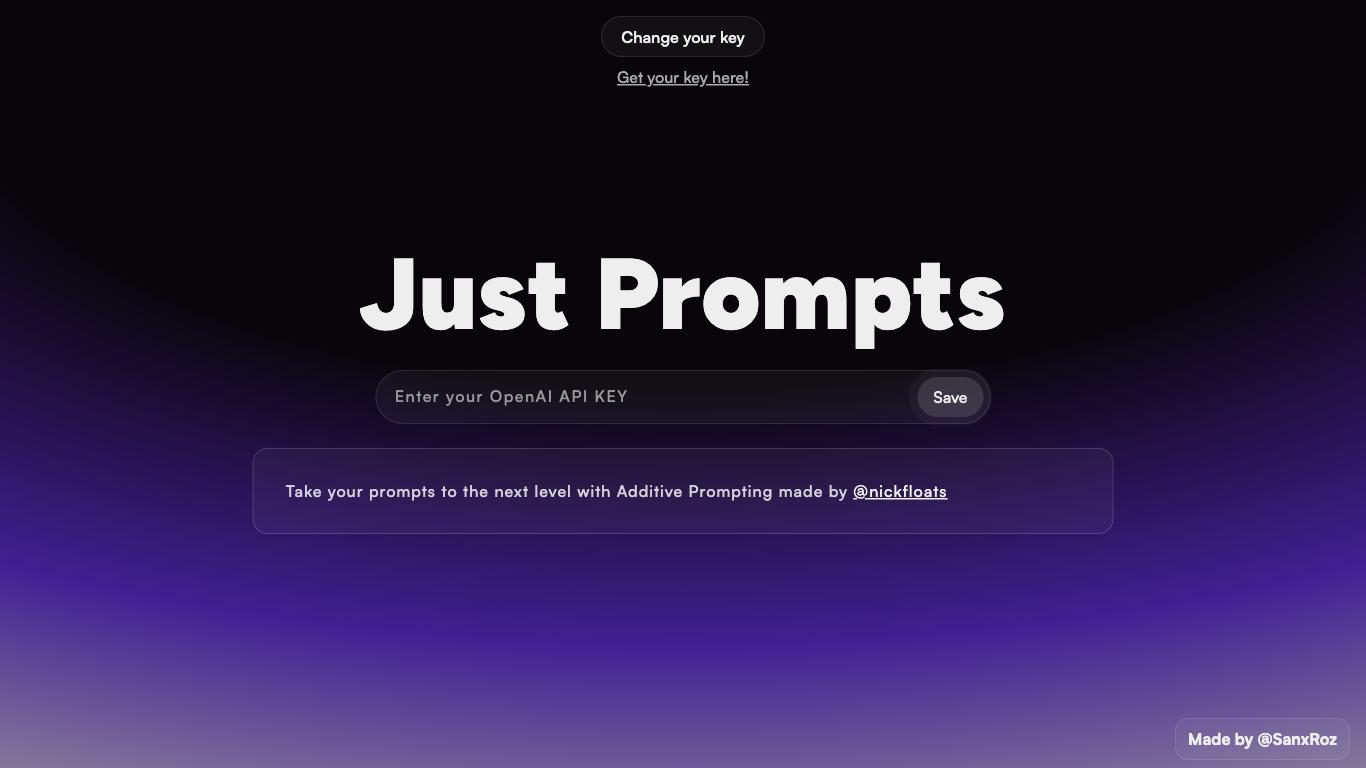 Change your key
Get your key here!
Just Prompts
Enter your OpenAI API KEY
Save
Take your prompts to the next level with Additive Prompting made by @nickfloats
Made by @SanxRoz